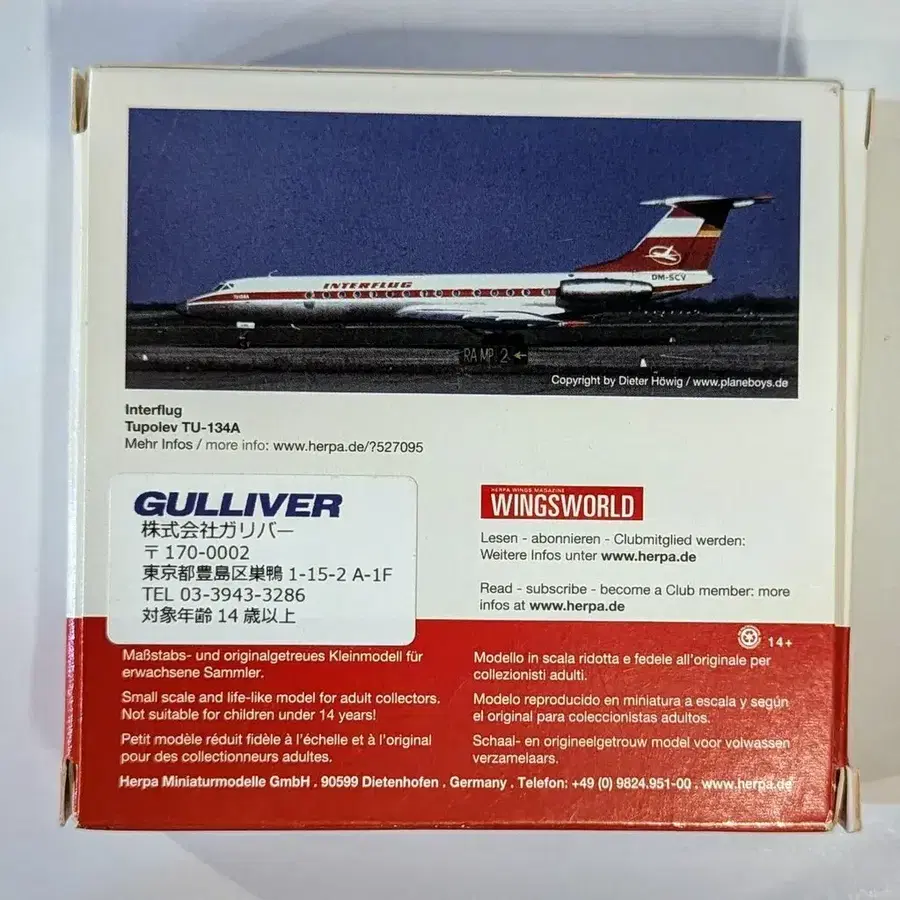 INTERFLUG
DM-SCV
RAMP 2 ←
Copyright by Dieter Höwig / www.planeboys.de
Interflug
Tupolev TU-134A
Mehr Infos / more info: www.herpa.de/?527095
GULLIVER
株式会社ガリバー
〒170-0002
東京都豊島区巣鴨 1-15-2 A-1F
TEL 03-3943-3286
対象年齢 14 歳以上
HERPA WINGS MAGAZINE
WINGSWORLD
Lesen - abonnieren - Clubmitglied werden:
Weitere Infos unter www.herpa.de
Read - subscribe - become a Club member: more
infos at www.herpa.de
14+
Maßstabs- und originalgetreues Kleinmodell für
erwachsene Sammler.
Small scale and life-like model for adult collectors.
Not suitable for children under 14 years!
Petit modèle réduit fidèle à l'échelle et à l'original
pour des collectionneurs adultes.
Modello in scala ridotta e fedele all'originale per
collezionisti adulti.
Modelo reproducido en miniatura a escala y según
el original para coleccionistas adultos.
Schaal- en origineelgetrouw model voor volwassen
verzamelaars.
Herpa Miniaturmodelle GmbH . 90599 Dietenhofen . Germany . Telefon: +49 (0) 9824.951-00 . www.herpa.de